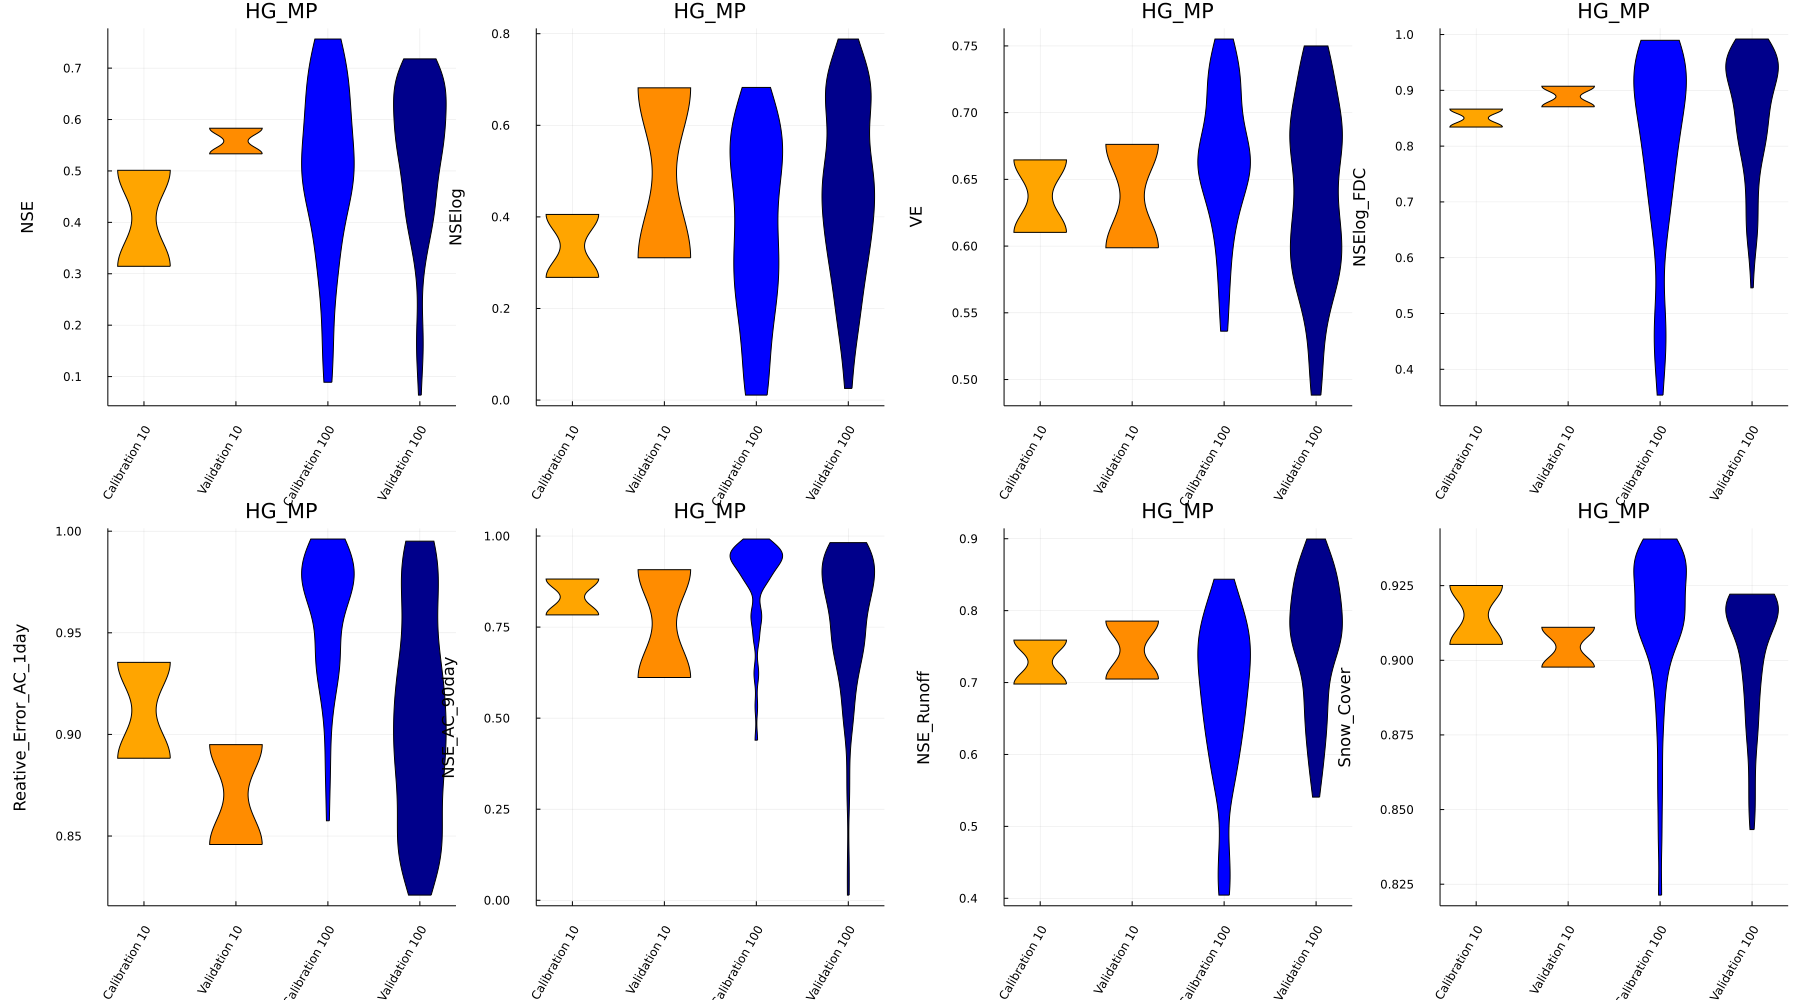 HG_MP
NSE
0.7
0.6
0.5
0.4
0.3
0.2
0.1
Calibration 10
Validation 10
Calibration 100
Validation 100
HG_MP
NSElog
0.8
0.6
0.4
0.2
0.0
Calibration 10
Validation 10
Calibration 100
Validation 100
HG_MP
VE
0.75
0.70
0.65
0.60
0.55
0.50
Calibration 10
Validation 10
Calibration 100
Validation 100
HG_MP
NSElog_FDC
1.0
0.9
0.8
0.7
0.6
0.5
0.4
Calibration 10
Validation 10
Calibration 100
Validation 100
HG_MP
Reative_Error_AC_1day
1.00
0.95
0.90
0.85
Calibration 10
Validation 10
Calibration 100
Validation 100
HG_MP
NSE_AC_90day
1.00
0.75
0.50
0.25
0.00
Calibration 10
Validation 10
Calibration 100
Validation 100
HG_MP
NSE_Runoff
0.9
0.8
0.7
0.6
0.5
0.4
Calibration 10
Validation 10
Calibration 100
Validation 100
HG_MP
Snow_Cover
0.925
0.900
0.875
0.850
0.825
Calibration 10
Validation 10
Calibration 100
Validation 100